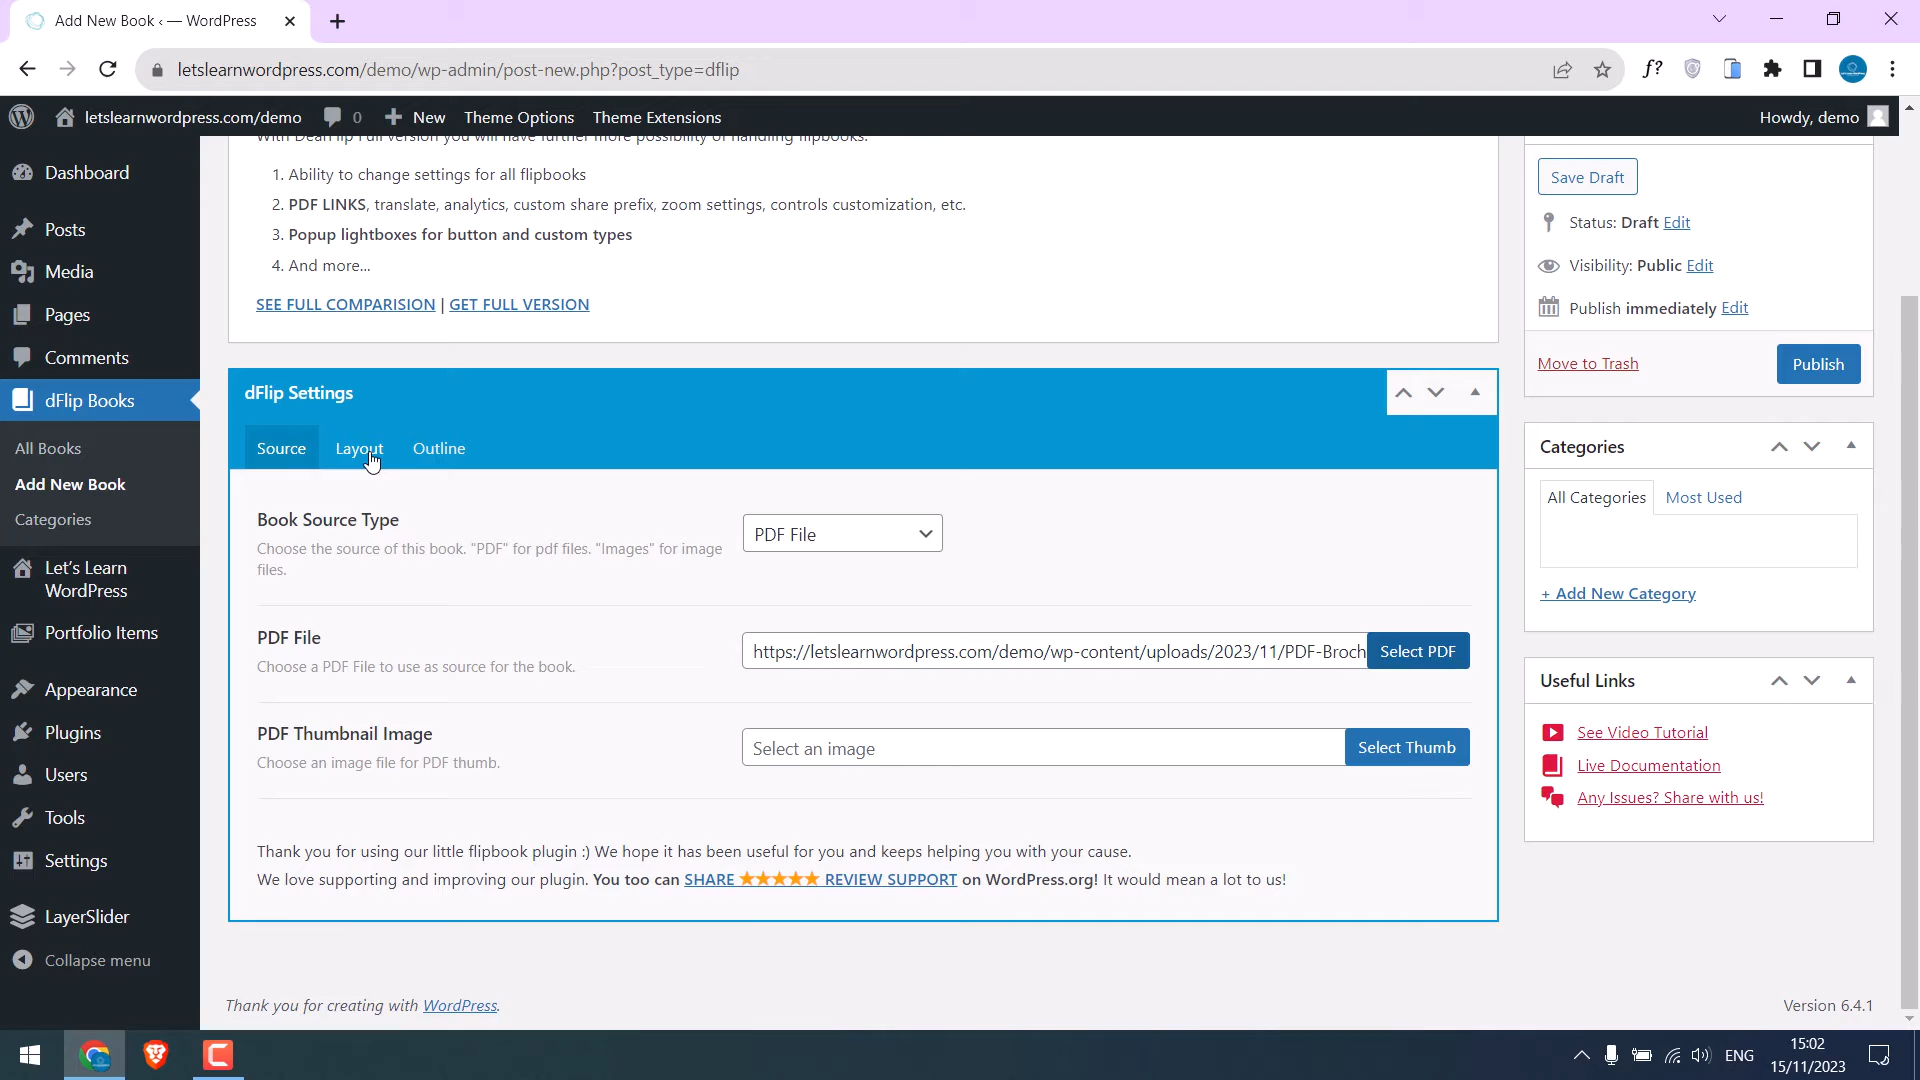 Add New Book ‹ — WordPress
letslearnwordpress.com/demo/wp-admin/post-new.php?post_type=dflip
f?
letslearnwordpress.com/demo
0
New
Theme Options
Theme Extensions
Howdy, demo
Dashboard
Posts
Media
Pages
Comments
dFlip Books
All Books
Add New Book
Categories
Let's Learn
WordPress
Portfolio Items
Appearance
Plugins
Users
Tools
Settings
LayerSlider
Collapse menu
With DearFlip Full version you will have further more possibility of handling flipbooks:
1. Ability to change settings for all flipbooks
2. PDF LINKS, translate, analytics, custom share prefix, zoom settings, controls customization, etc.
3. Popup lightboxes for button and custom types
4. And more...
SEE FULL COMPARISION | GET FULL VERSION
dFlip Settings
Source
Layout
Outline
Book Source Type
Choose the source of this book. "PDF" for pdf files. "Images" for image
files.
PDF File
PDF File
Choose a PDF File to use as source for the book.
https://letslearnwordpress.com/demo/wp-content/uploads/2023/11/PDF-Broch
Select PDF
PDF Thumbnail Image
Choose an image file for PDF thumb.
Select an image
Select Thumb
Thank you for using our little flipbook plugin :) We hope it has been useful for you and keeps helping you with your cause.
We love supporting and improving our plugin. You too can SHARE ★★★★★ REVIEW SUPPORT on WordPress.org! It would mean a lot to us!
Save Draft
Status: Draft Edit
Visibility: Public Edit
Publish immediately Edit
Move to Trash
Publish
Categories
All Categories
Most Used
+ Add New Category
Useful Links
See Video Tutorial
Live Documentation
Any Issues? Share with us!
Thank you for creating with WordPress.
Version 6.4.1
ENG
15:02
15/11/2023